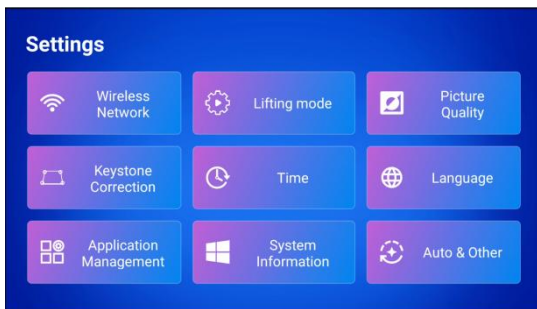 Settings
Wireless
Network
Lifting mode
Picture
Quality
Keystone
Correction
Time
Language
Application
Management
System
Information
Auto & Other